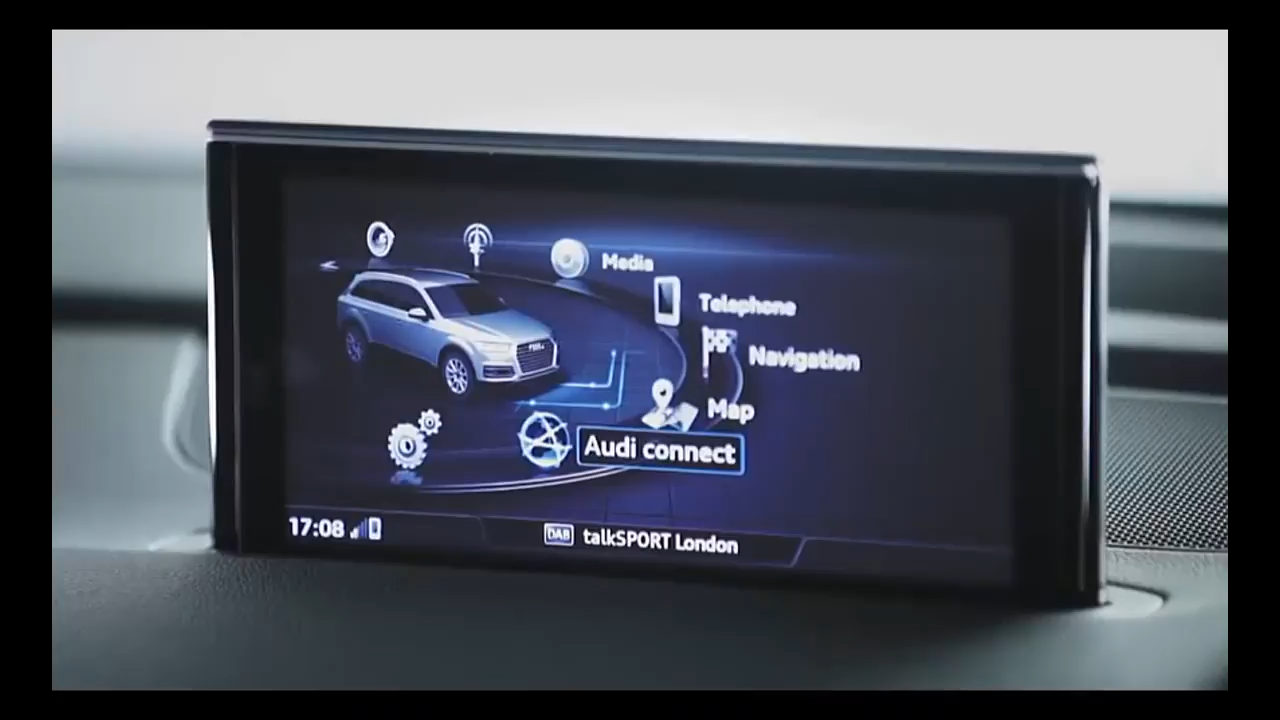 Media
Telephone
Navigation
Map
Audi connect
17:08
DAB talkSPORT London